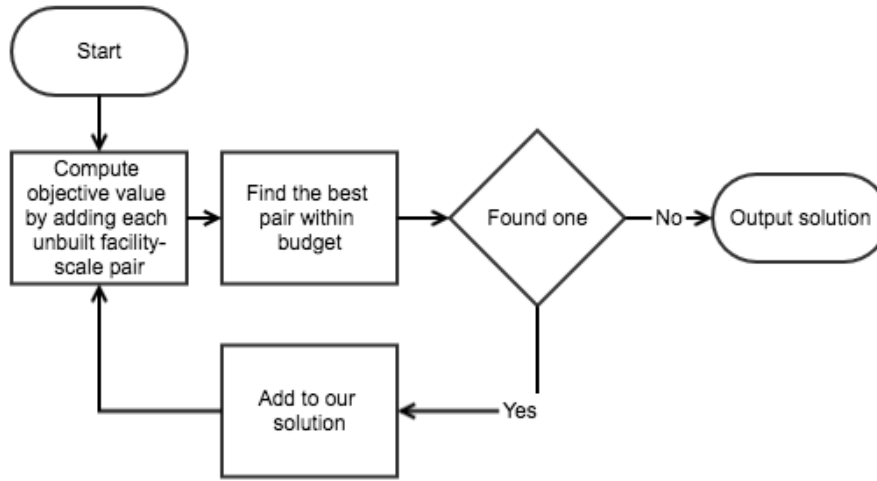 Start
Compute
objective value
by adding each
unbuilt facility-
scale pair
Find the best
pair within
budget
Found one
No
Output solution
Yes
Add to our
solution